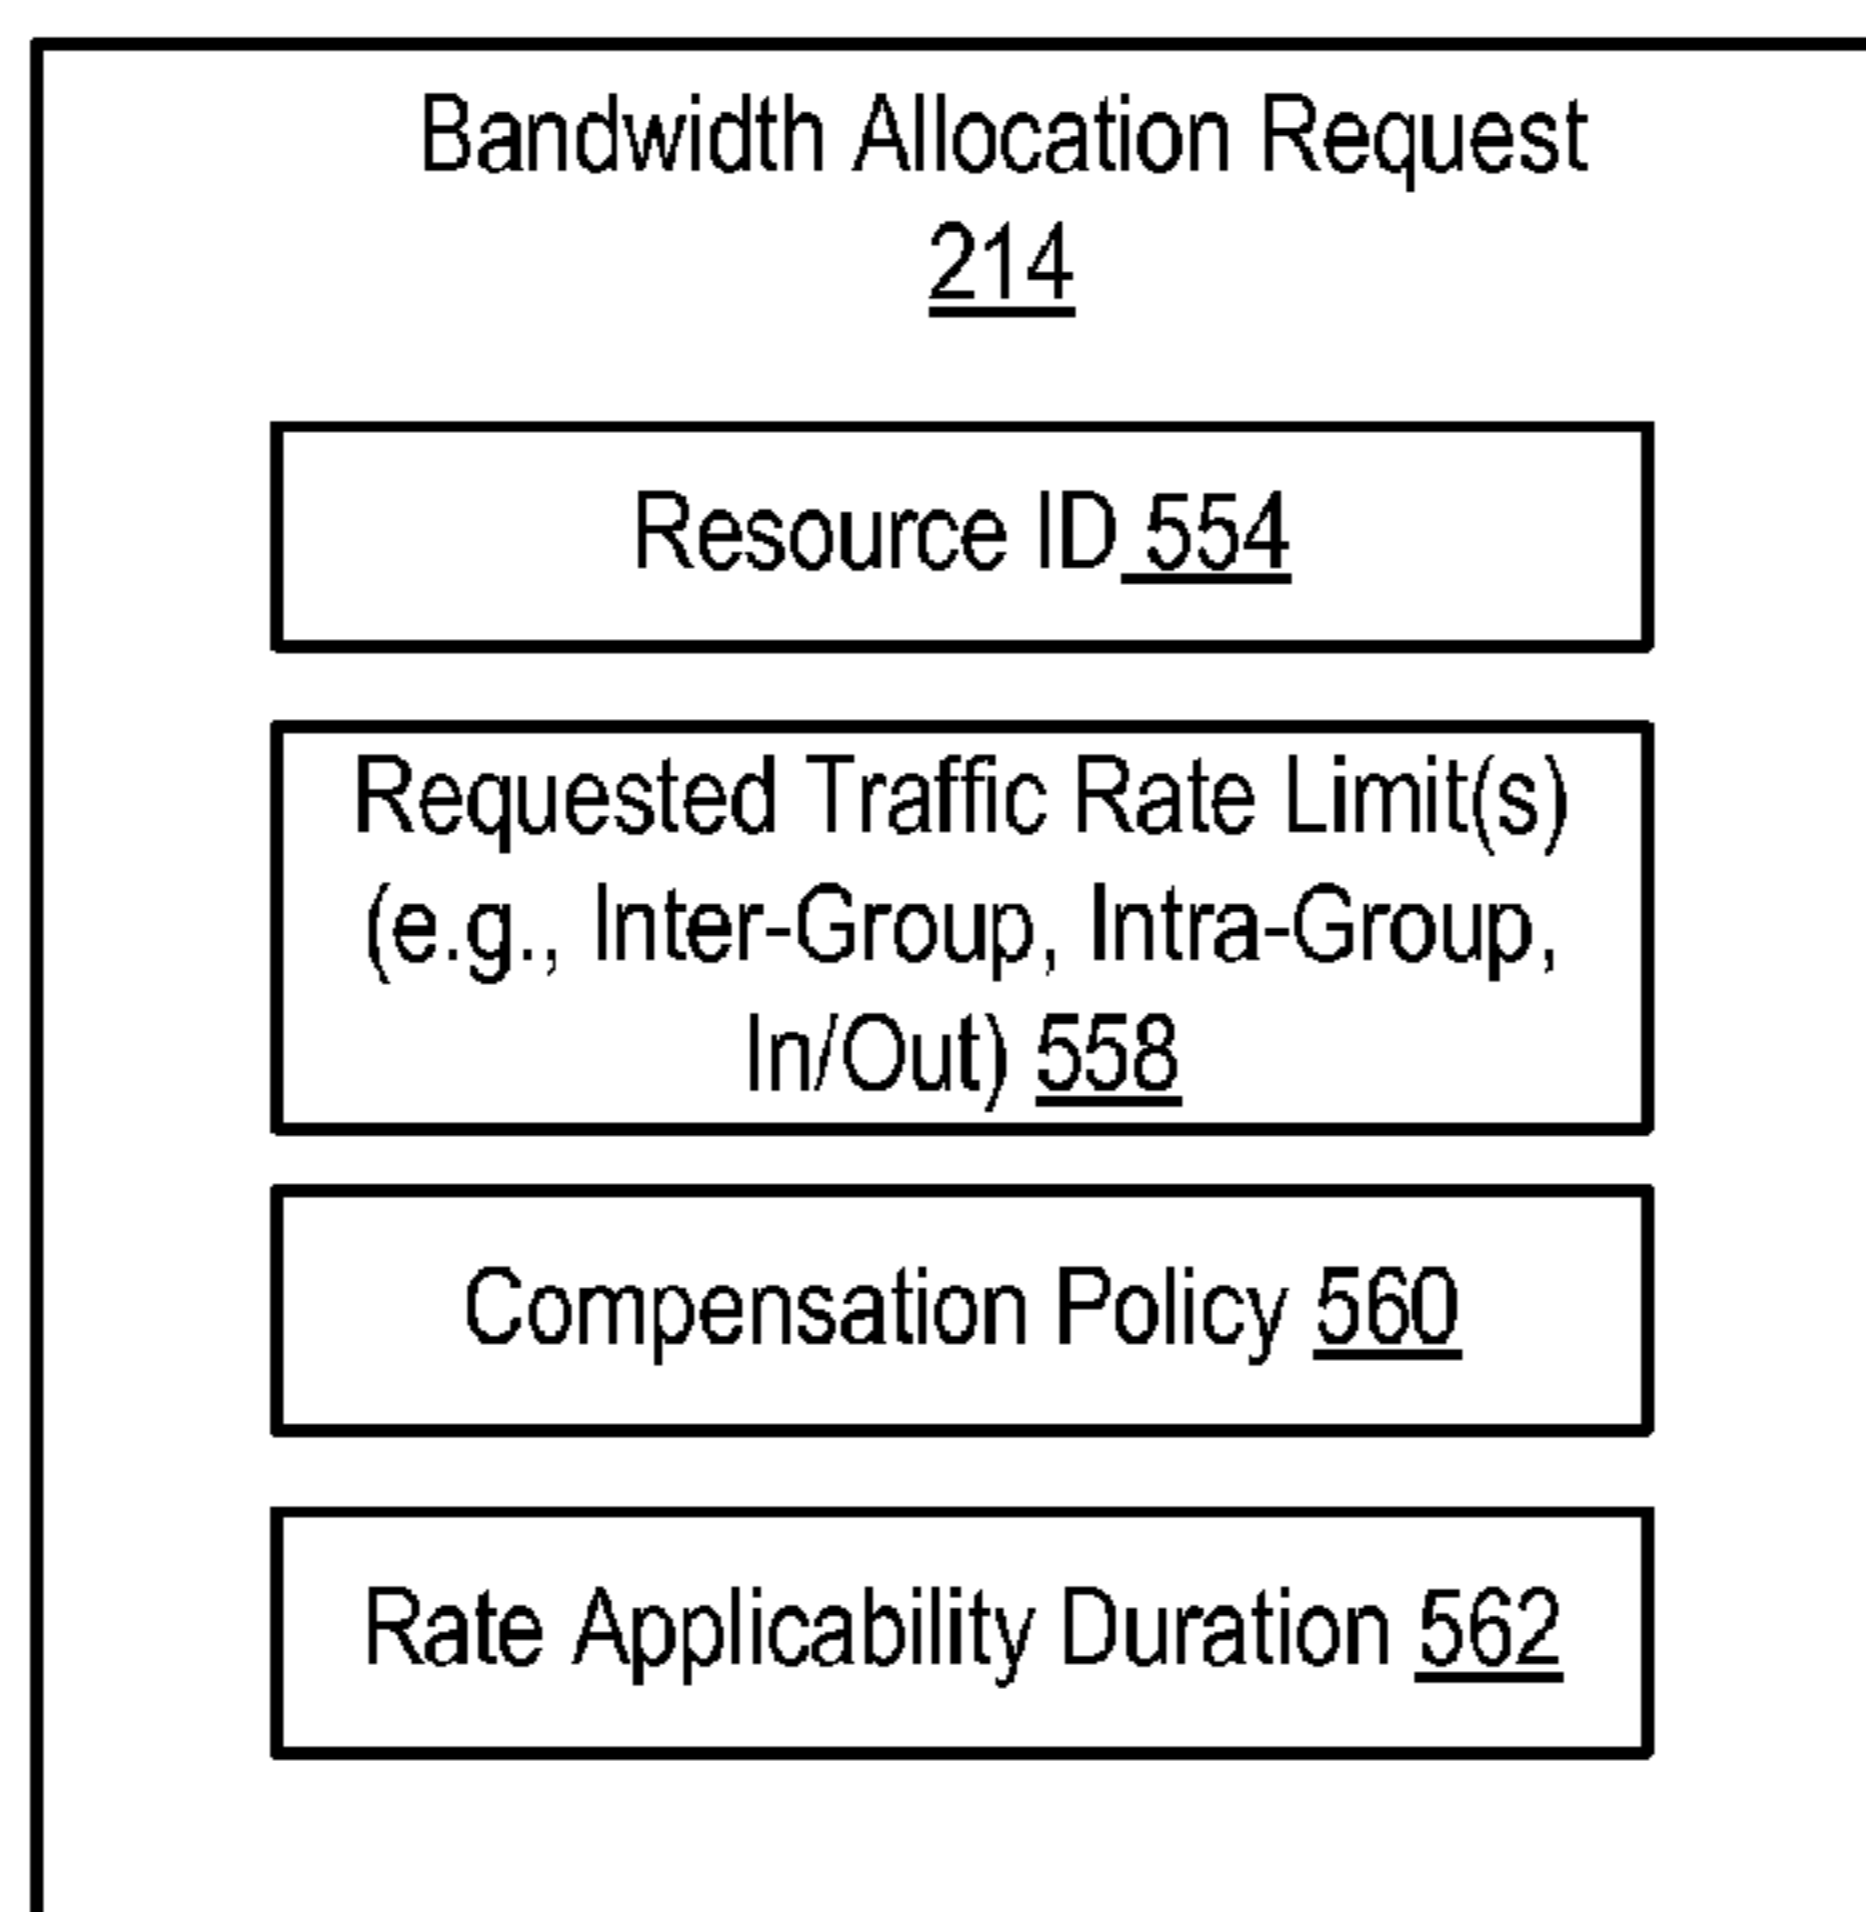 Bandwidth Allocation Request
214
Resource ID 554
Requested Traffic Rate Limit(s)
(e.g., Inter-Group, Intra-Group,
In/Out) 558
Compensation Policy 560
Rate Applicability Duration 562